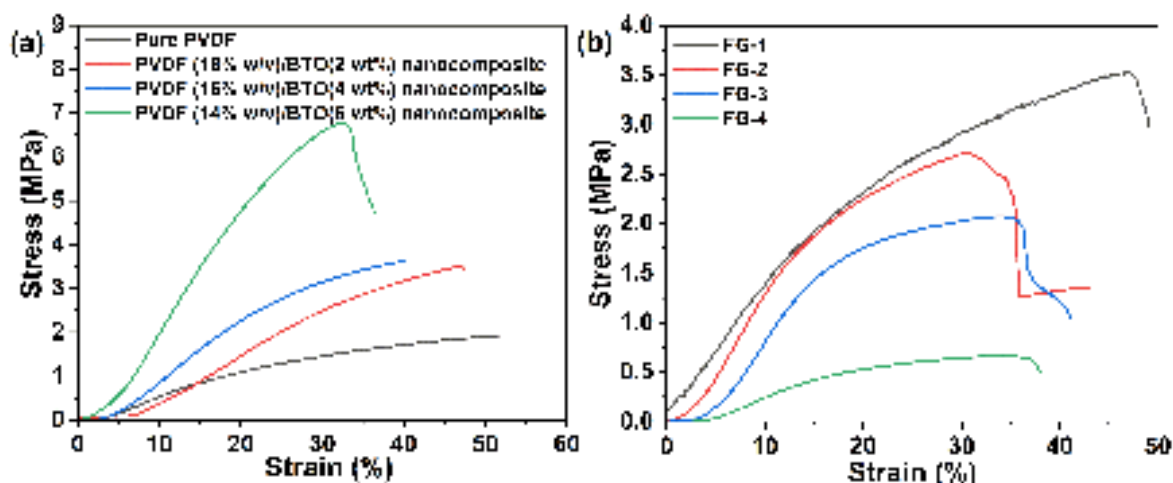 (a)
Pure PVDF
PVDF (18% w/v)/BTO(2 wt%) nanocomposite
PVDF (16% w/v)/BTO(4 wt%) nanocomposite
PVDF (14% w/v)/BTO(6 wt%) nanocomposite
Stress (MPa)
9
8
7
6
5
4
3
2
1
0
0 10 20 30 40 50 60
Strain (%)
(b)
FG-1
FG-2
FG-3
FG-4
Stress (MPa)
4.0
3.5
3.0
2.5
2.0
1.5
1.0
0.5
0.0
0 10 20 30 40 50
Strain (%)